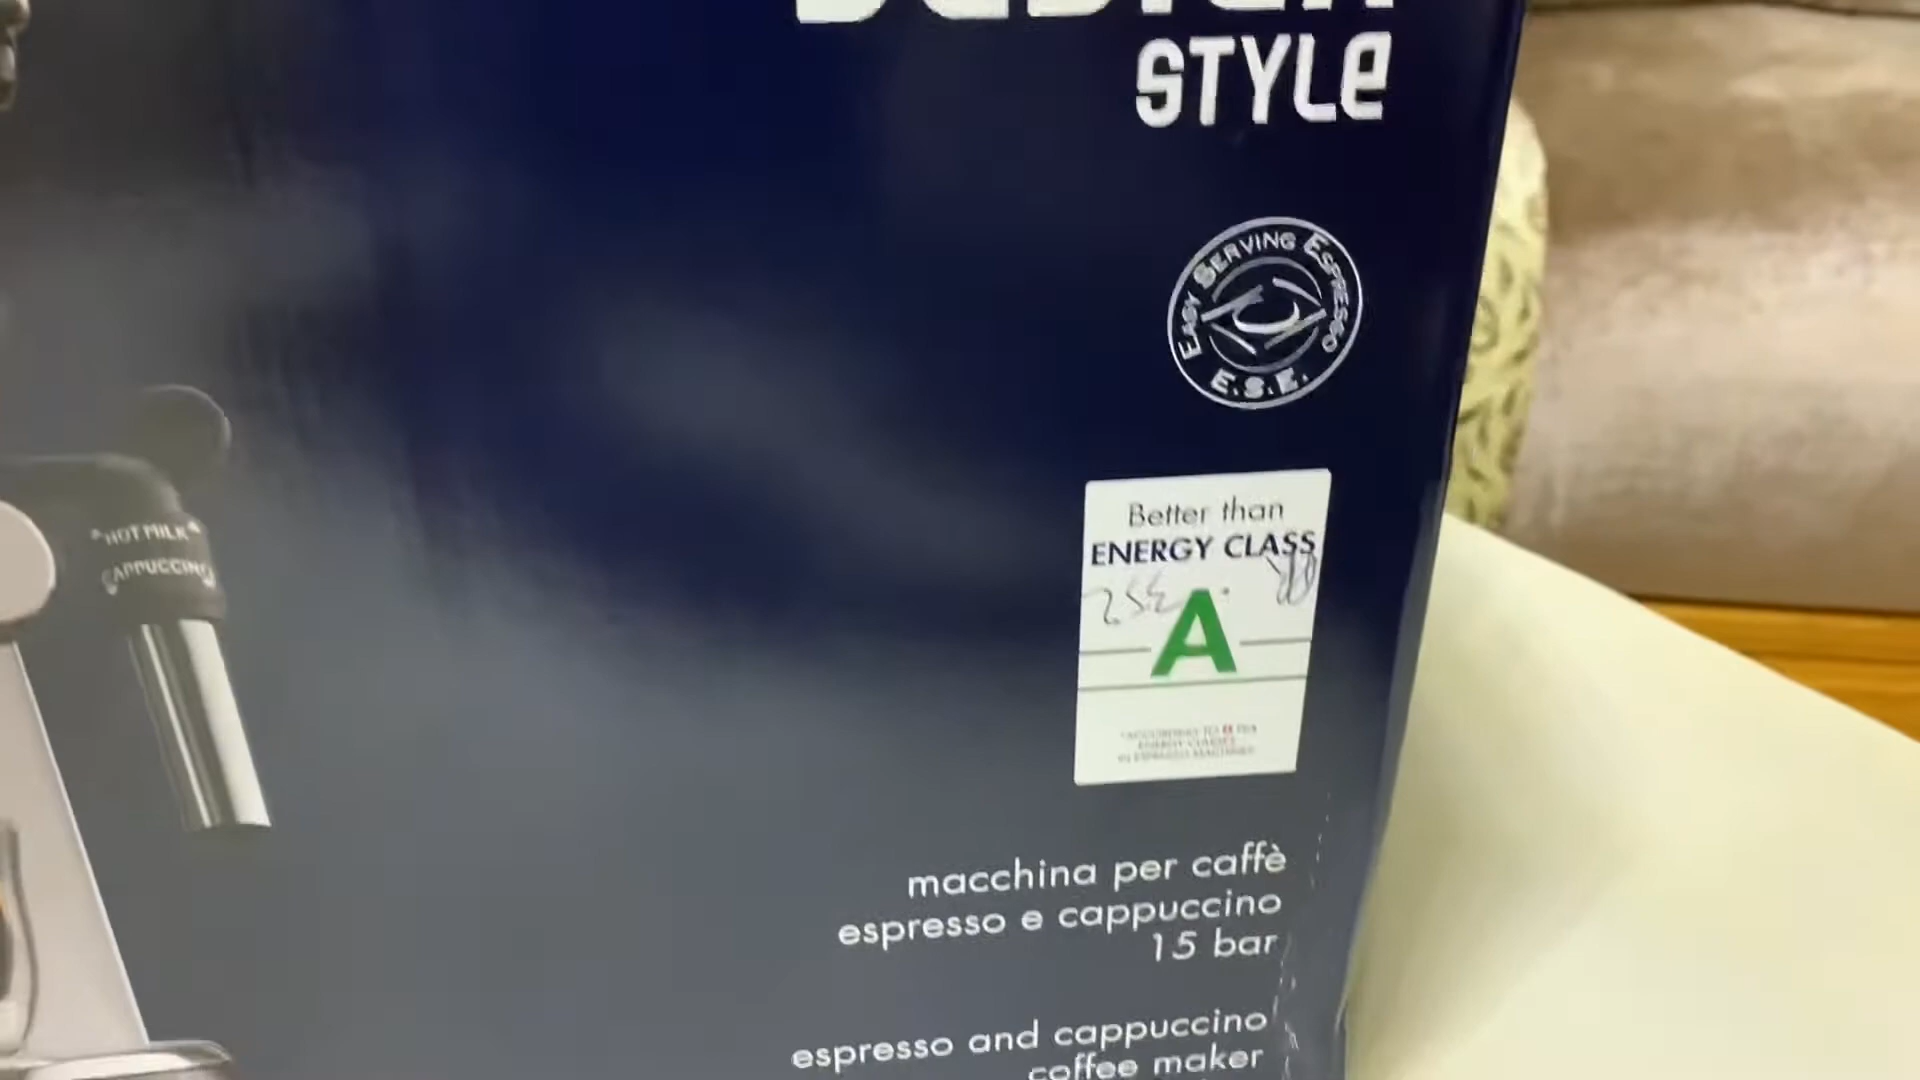 STYLE
EASY SERVING ESPRESSO
E.S.E.
Better than
ENERGY CLASS
A
HOT MILK
CAPPUCCINO
macchina per caffè
espresso e cappuccino
15 bar
espresso and cappuccino
coffee maker